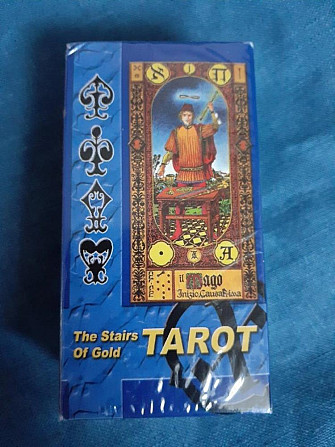 The Stairs
Of Gold
TAROT
il Mago
Inizio, Causa Prima
A